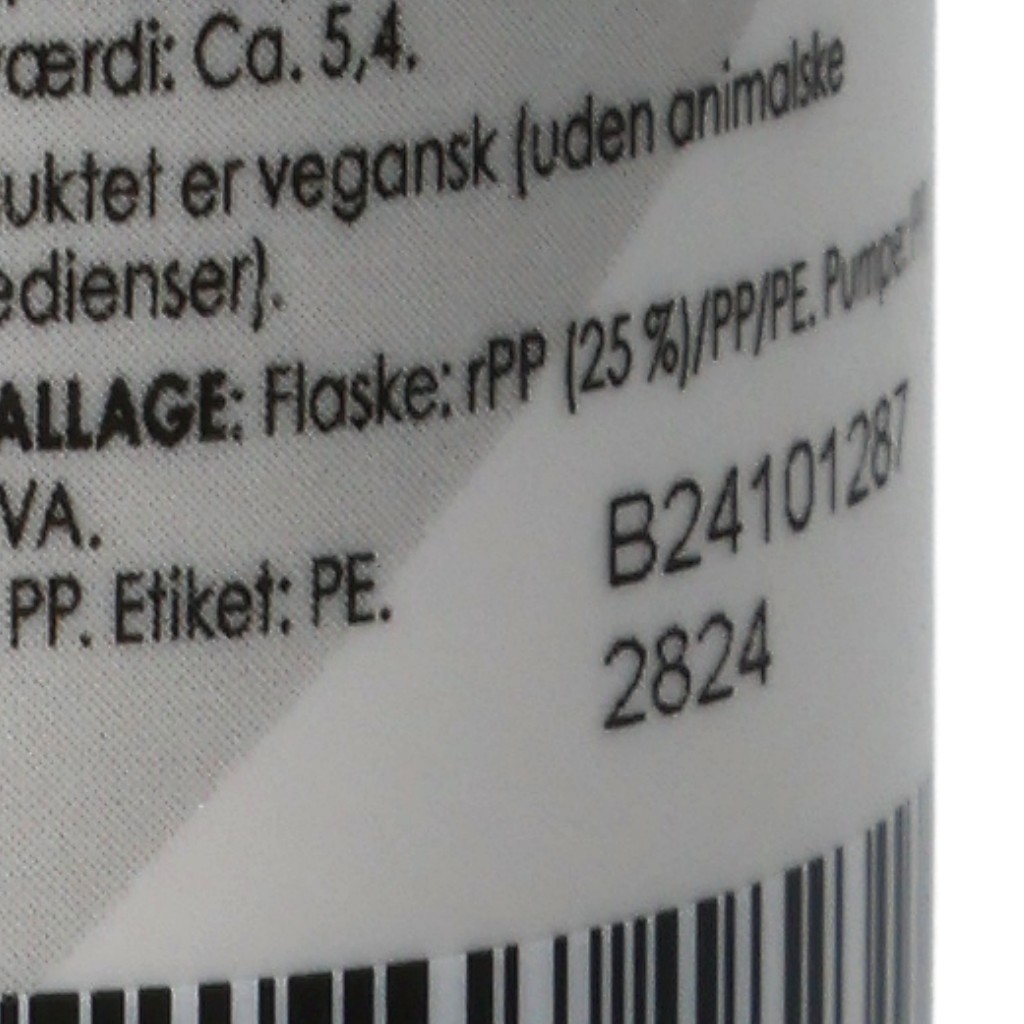 værdi: Ca. 5,4.
uktet er vegansk (uden animalske
edienser).
ALLAGE: Flaske: rPP (25 %)/PP/PE. Pumpe:
VA.
PP. Etiket: PE.
B24101287
2824